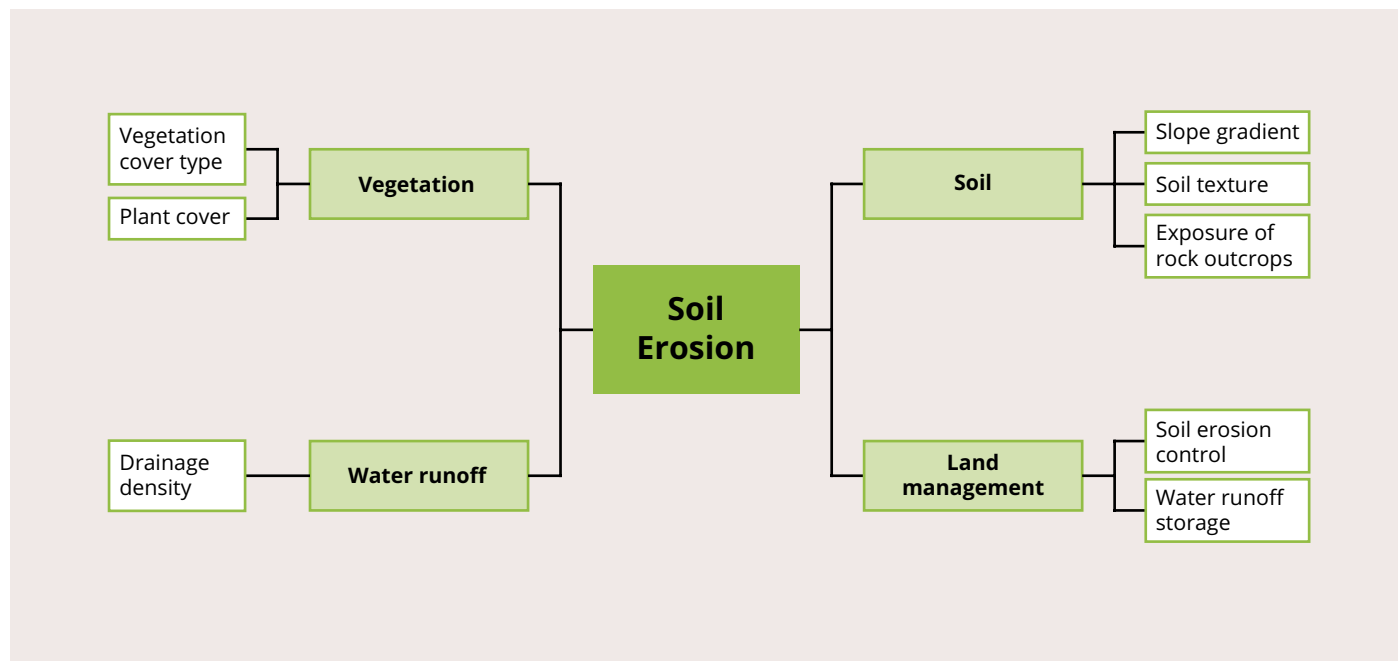 Vegetation
cover type
Plant cover
Vegetation
Drainage
density
Water runoff
Soil
Erosion
Soil
Slope gradient
Soil texture
Exposure of
rock outcrops
Land
management
Soil erosion
control
Water runoff
storage